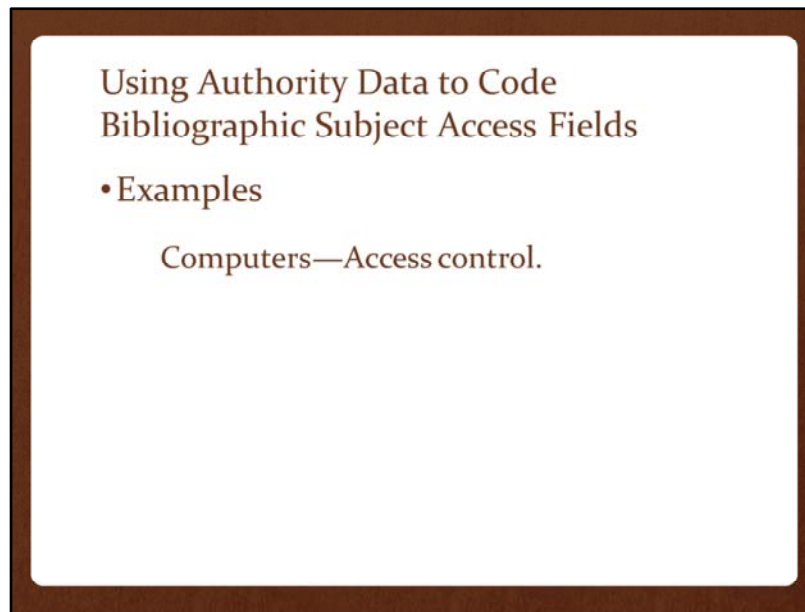 Using Authority Data to Code
Bibliographic Subject Access Fields
•Examples
Computers—Access control.